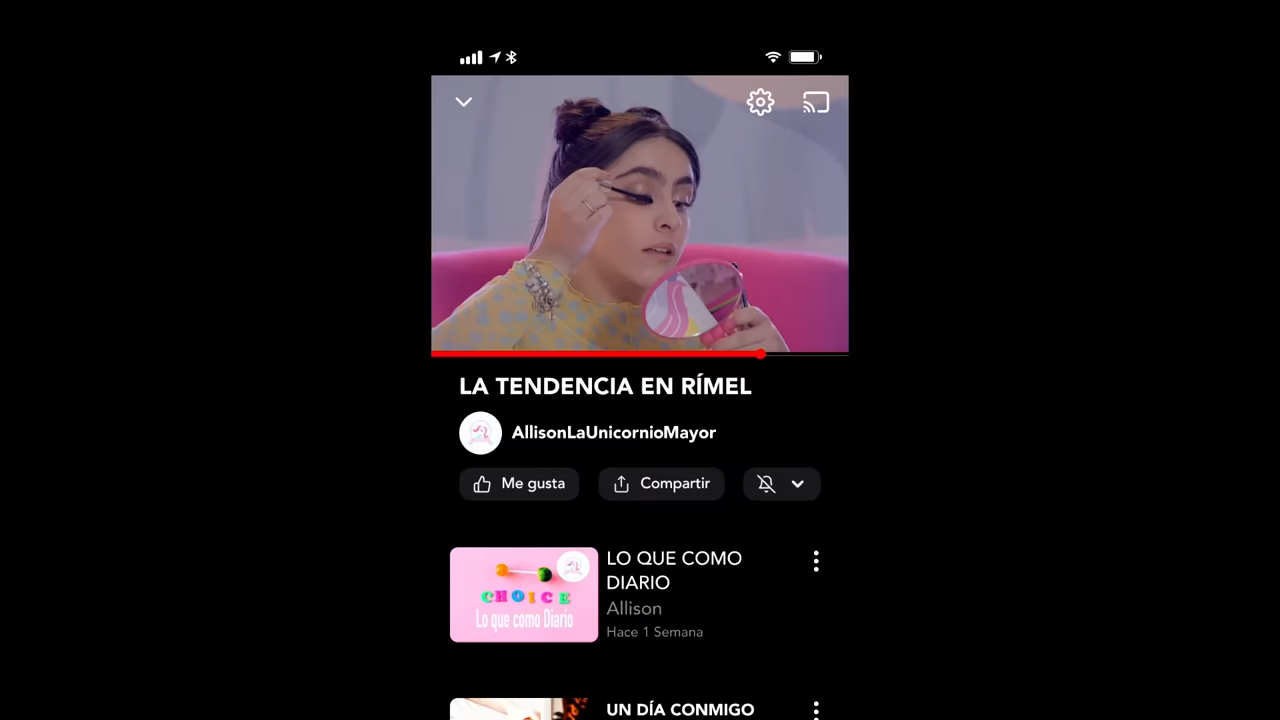 LA TENDENCIA EN RÍMEL
AllisonLaUnicornioMayor
Me gusta
Compartir
CHOICE
Lo que como Diario
LO QUE COMO
DIARIO
Allison
Hace 1 Semana
UN DÍA CONMIGO